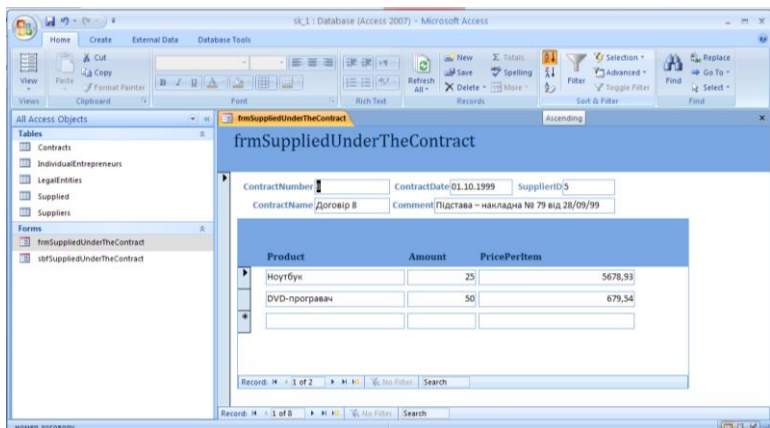 sk_1 : Database (Access 2007) - Microsoft Access
Home Create External Data Database Tools
View
Views
Paste
Cut
Copy
Format Painter
Clipboard
B I U A
Font
Rich Text
Refresh All
New
Save
Delete
Totals
Spelling
More
Records
Filter
Selection
Advanced
Toggle Filter
Sort & Filter
Find
Replace
Go To
Select
Find
All Access Objects
Tables
Contracts
IndividualEntrepreneurs
LegalEntities
Supplied
Suppliers
Forms
frmSuppliedUnderTheContract
sbfSuppliedUnderTheContract
frmSuppliedUnderTheContract
Ascending
frmSuppliedUnderTheContract
ContractNumber ContractDate 01.10.1999 SupplierID 5
ContractName Договір 8 Comment Підстава – накладна № 79 від 28/09/99
Product Amount PricePerItem
Ноутбук 25 5678,93
DVD-програвач 50 679,54
Record: 1 of 2 No Filter Search
Record: 1 of 8 No Filter Search
номер договору